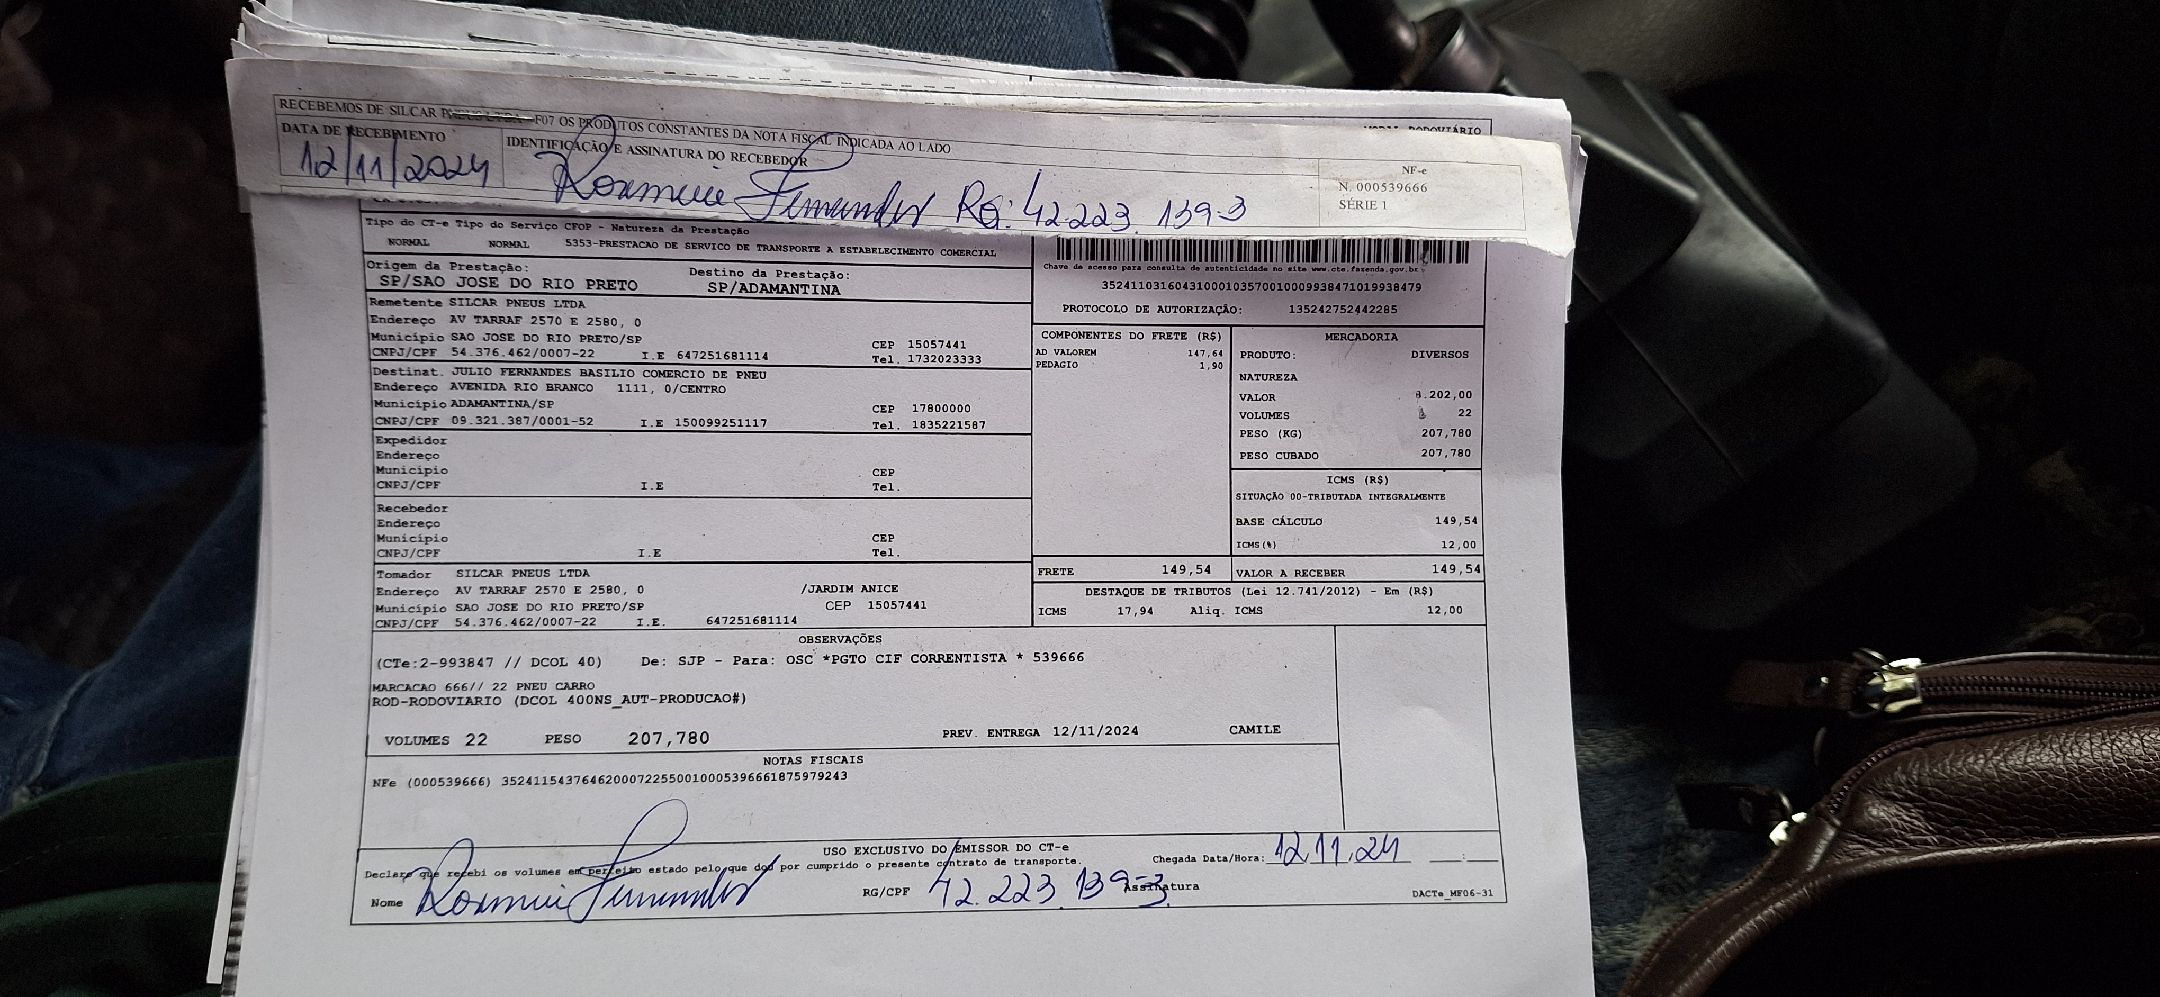 RECEBEMOS DE SILCAR PNEUS LTDA - F07 OS PRODUTOS CONSTANTES DA NOTA FISCAL INDICADA AO LADO
DATA DE RECEBIMENTO
12/11/2024
IDENTIFICAÇÃO E ASSINATURA DO RECEBEDOR
Fernandes RG: 42.223.139-3
NF-e
N. 000539666
SÉRIE 1
RODOVIÁRIO
Tipo do CT-e Tipo do Serviço CFOP - Natureza da Prestação
NORMAL NORMAL 5353-PRESTACAO DE SERVICO DE TRANSPORTE A ESTABELECIMENTO COMERCIAL
Origem da Prestação: Destino da Prestação:
SP/SAO JOSE DO RIO PRETO SP/ADAMANTINA
Chave de acesso para consulta de autenticidade no site www.cte.fazenda.gov.br
35241103160431000103570010009938471019938479
PROTOCOLO DE AUTORIZAÇÃO: 135242752442285
Remetente SILCAR PNEUS LTDA
Endereço AV TARRAF 2570 E 2580, 0
Município SAO JOSE DO RIO PRETO/SP CEP 15057441
CNPJ/CPF 54.376.462/0007-22 I.E 647251681114 Tel. 1732023333
Destinat. JULIO FERNANDES BASILIO COMERCIO DE PNEU
Endereço AVENIDA RIO BRANCO 1111, 0/CENTRO
Município ADAMANTINA/SP CEP 17800000
CNPJ/CPF 09.321.387/0001-52 I.E 150099251117 Tel. 1835221587
Expedidor
Endereço
Município CEP
CNPJ/CPF I.E Tel.
Recebedor
Endereço
Município CEP
CNPJ/CPF I.E Tel.
Tomador SILCAR PNEUS LTDA
Endereço AV TARRAF 2570 E 2580, 0 /JARDIM ANICE
Município SAO JOSE DO RIO PRETO/SP CEP 15057441
CNPJ/CPF 54.376.462/0007-22 I.E. 647251681114
COMPONENTES DO FRETE (R$)
AD VALOREM 147,64
PEDAGIO 1,90
FRETE 149,54
MERCADORIA
PRODUTO: DIVERSOS
NATUREZA
VALOR 8.202,00
VOLUMES 22
PESO (KG) 207,780
PESO CUBADO 207,780
ICMS (R$)
SITUAÇÃO 00-TRIBUTADA INTEGRALMENTE
BASE CÁLCULO 149,54
ICMS(%) 12,00
VALOR A RECEBER 149,54
DESTAQUE DE TRIBUTOS (Lei 12.741/2012) - Em (R$)
ICMS 17,94 Aliq. ICMS 12,00
OBSERVAÇÕES
(CTe:2-993847 // DCOL 40) De: SJP - Para: OSC *PGTO CIF CORRENTISTA * 539666
MARCACAO 666// 22 PNEU CARRO
ROD-RODOVIARIO (DCOL 400NS_AUT-PRODUCAO#)
VOLUMES 22 PESO 207,780 PREV. ENTREGA 12/11/2024 CAMILE
NOTAS FISCAIS
NFe (000539666) 35241154376462000722550010005396661875979243
USO EXCLUSIVO DO EMISSOR DO CT-e
Declaro que recebi os volumes em perfeito estado pelo que dou por cumprido o presente contrato de transporte. Chegada Data/Hora: 12.11.24 __:__
Nome Fernandes RG/CPF 42.223.139-3 Assinatura
DACTe_MF06-31